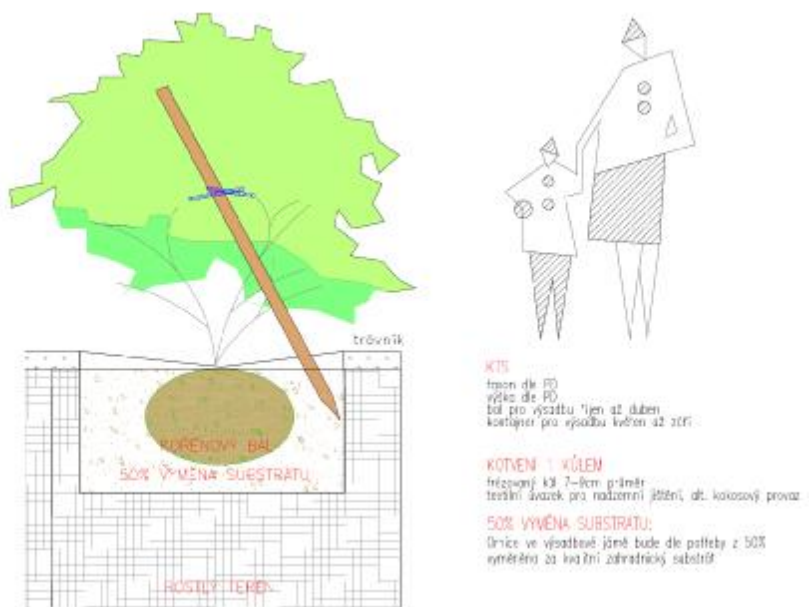 trávník
KOŘENOVÝ BAL
50% VÝMĚNA SUBSTRÁTU
ROSTLÝ TERÉN
KTS
dle PD
výška dle PD
bal pro výsadbu říjen až duben
kontejner pro výsadbu květen až září
KOTVENÍ 1 KŮLEM
frézovaný kůl 7-8cm průměr
textilní úvazek pro nadzemní jištění, alt. kokosový provaz
50% VÝMĚNA SUBSTRÁTU:
Ornice ve výsadbové jámě bude dle potřeby z 50%
vyměněna za kvalitní zahradnický substrát